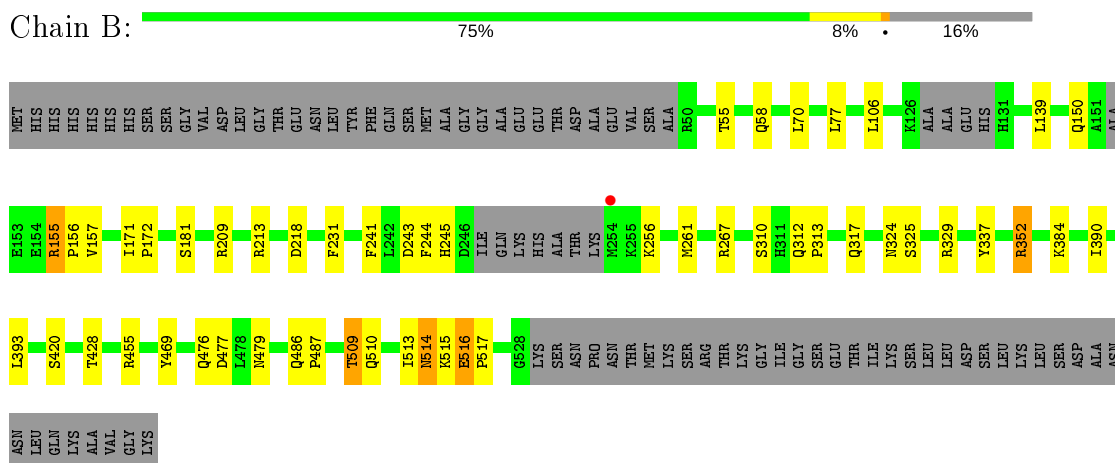 Chain B: 75% 8% • 16%
MET HIS HIS HIS HIS HIS HIS SER SER GLY VAL ASP LEU GLY THR GLU ASN LEU TYR PHE GLN SER MET ALA GLY GLY ALA GLU GLU THR ASP ALA GLU VAL SER ALA R50 T55 Q58 L70 L77 L106 K126 ALA ALA GLU HIS H131 L139 Q150 A151 ALA
E153 E154 R155 P156 V157 I171 P172 S181 R209 R213 D218 F231 F241 L242 D243 F244 H245 D246 ILE GLN LYS HIS ALA THR LYS M254 K255 K256 M261 R267 S310 H311 Q312 P313 Q317 N324 S325 R329 Y337 R352 K384 I390
L393 S420 T428 R455 Y469 Q476 D477 L478 N479 Q486 P487 T509 Q510 I513 N514 K515 E516 P517 G528 LYS SER ASN PRO ASN THR MET LYS SER ARG THR LYS GLY ILE GLY SER GLU THR ILE LYS SER LEU LEU ASP SER LEU LYS LEU SER ASP ALA ASN
ASN LEU GLN LYS ALA VAL GLY LYS